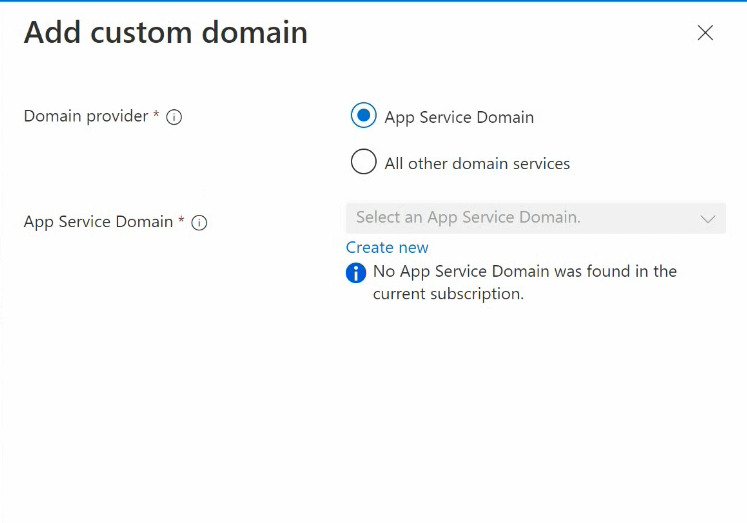 Add custom domain
Domain provider *
App Service Domain
All other domain services
App Service Domain *
Select an App Service Domain.
Create new
No App Service Domain was found in the
current subscription.